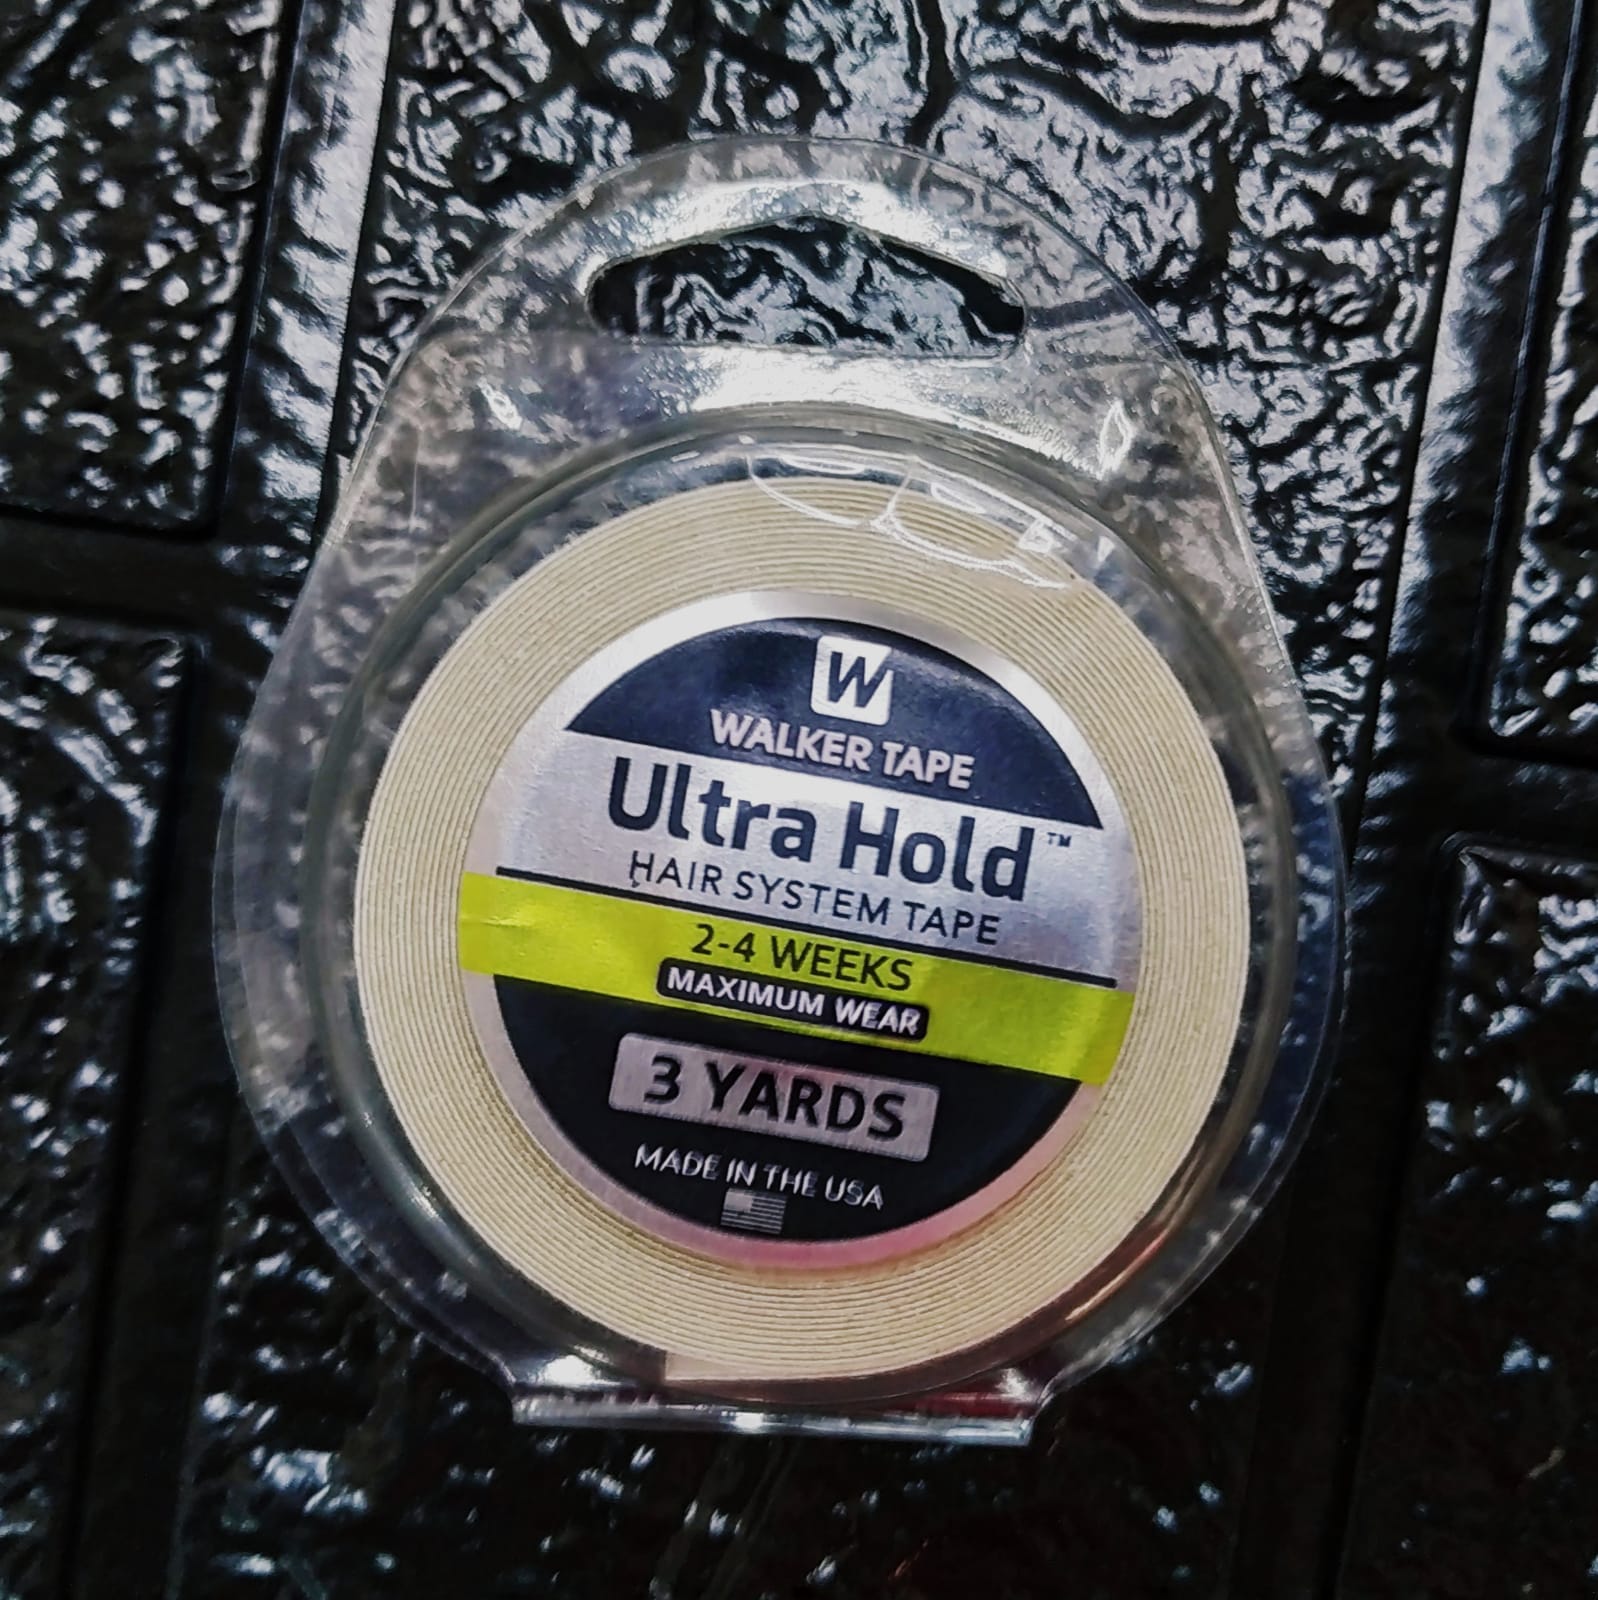 W
WALKER TAPE
Ultra Hold™
HAIR SYSTEM TAPE
2-4 WEEKS
MAXIMUM WEAR
3 YARDS
MADE IN THE USA